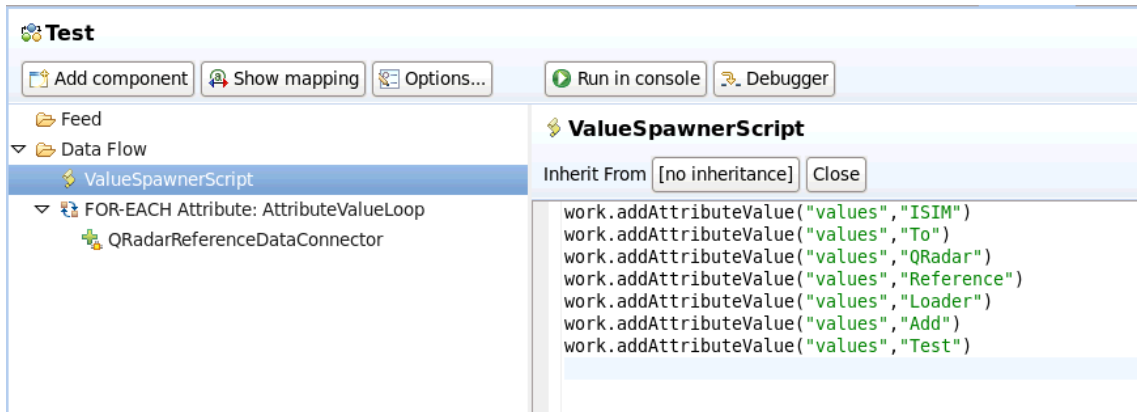 Test
Add component Show mapping Options... Run in console Debugger
Feed
Data Flow
ValueSpawnerScript
FOR-EACH Attribute: AttributeValueLoop
QRadarReferenceDataConnector
ValueSpawnerScript
Inherit From [no inheritance] Close
work.addAttributeValue("values","ISIM")
work.addAttributeValue("values","To")
work.addAttributeValue("values","QRadar")
work.addAttributeValue("values","Reference")
work.addAttributeValue("values","Loader")
work.addAttributeValue("values","Add")
work.addAttributeValue("values","Test")